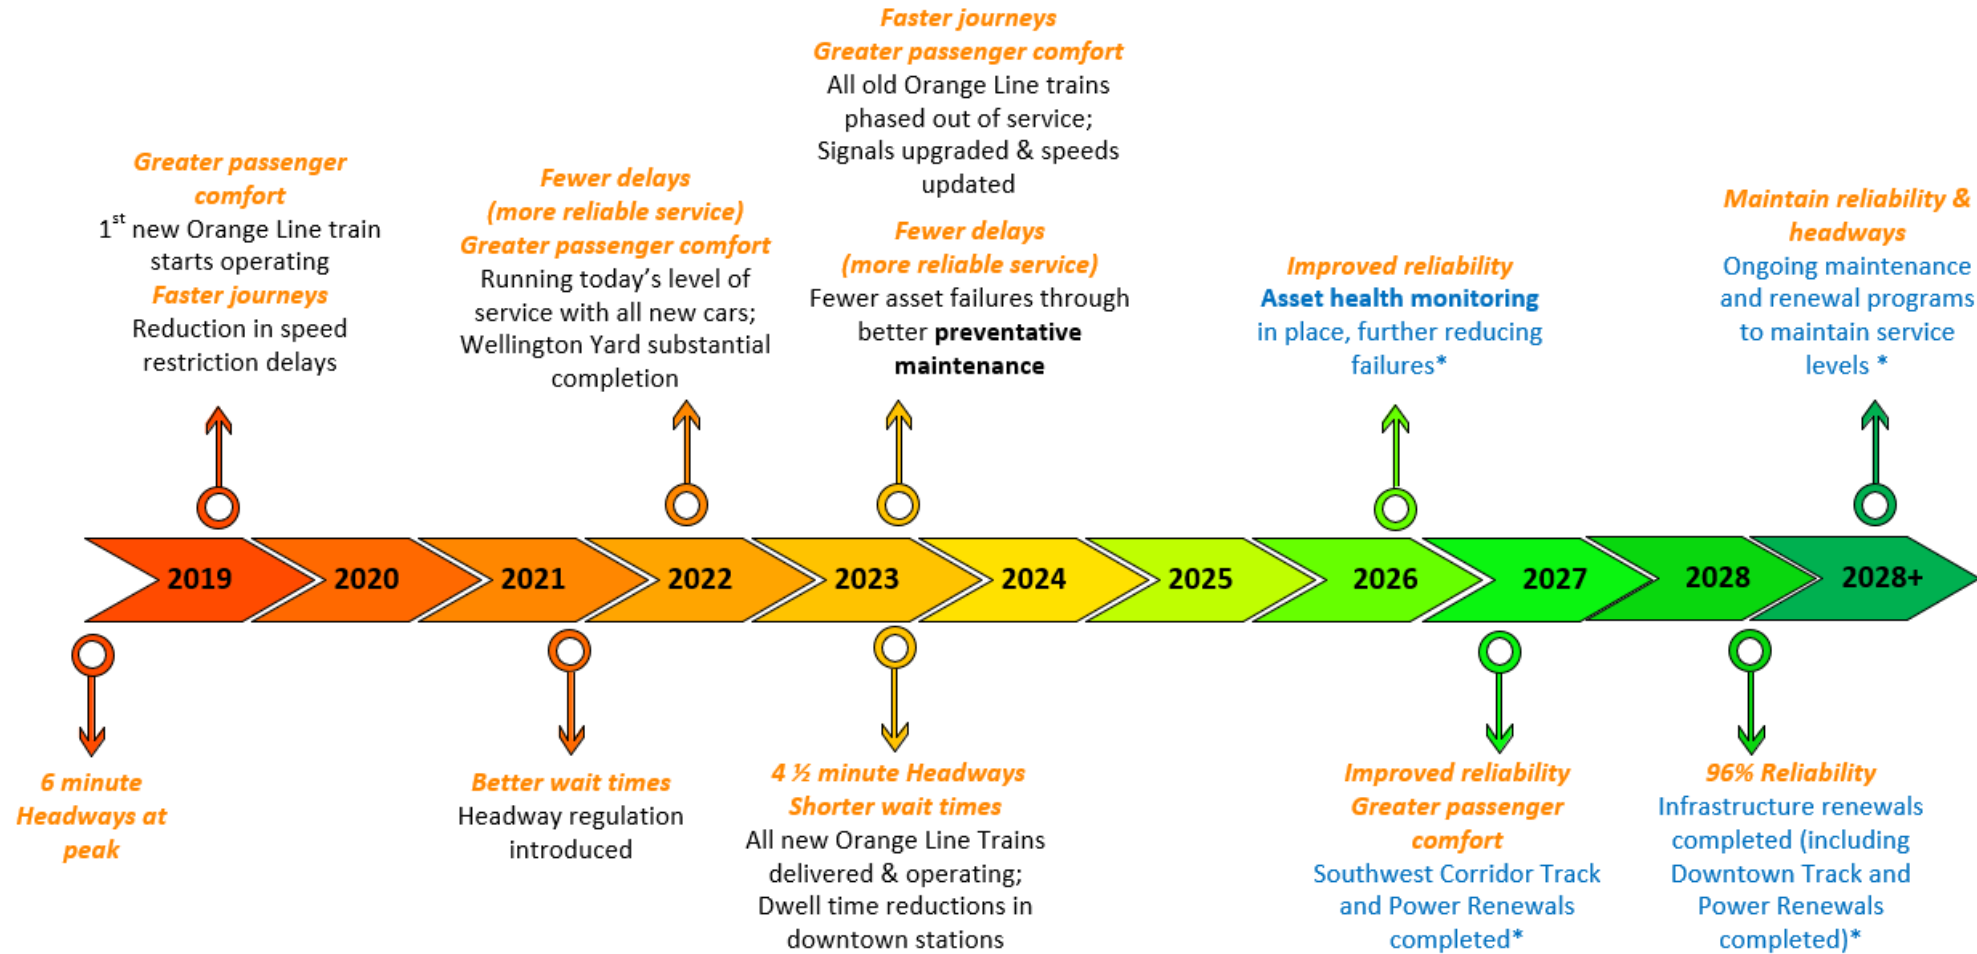 Greater passenger
comfort
1st new Orange Line train
starts operating
Faster journeys
Reduction in speed
restriction delays
Fewer delays
(more reliable service)
Greater passenger comfort
Running today’s level of
service with all new cars;
Wellington Yard substantial
completion
Faster journeys
Greater passenger comfort
All old Orange Line trains
phased out of service;
Signals upgraded & speeds
updated
Fewer delays
(more reliable service)
Fewer asset failures through
better preventative
maintenance
Improved reliability
Asset health monitoring
in place, further reducing
failures*
Maintain reliability &
headways
Ongoing maintenance
and renewal programs
to maintain service
levels *
2019
2020
2021
2022
2023
2024
2025
2026
2027
2028
2028+
6 minute
Headways at
peak
Better wait times
Headway regulation
introduced
4 ½ minute Headways
Shorter wait times
All new Orange Line Trains
delivered & operating;
Dwell time reductions in
downtown stations
Improved reliability
Greater passenger
comfort
Southwest Corridor Track
and Power Renewals
completed*
96% Reliability
Infrastructure renewals
completed (including
Downtown Track and
Power Renewals
completed)*